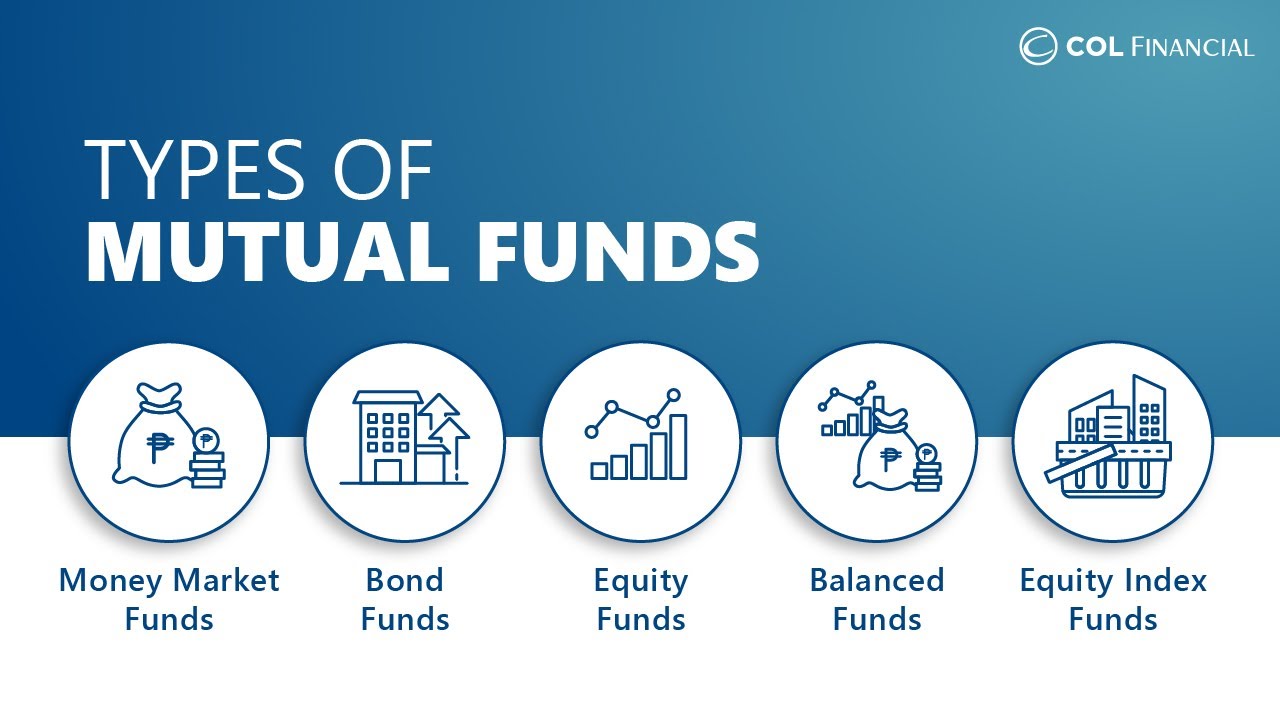 COL FINANCIAL
TYPES OF
MUTUAL FUNDS
₱
₱
₱
₱
Money Market
Funds
Bond
Funds
Equity
Funds
Balanced
Funds
Equity Index
Funds